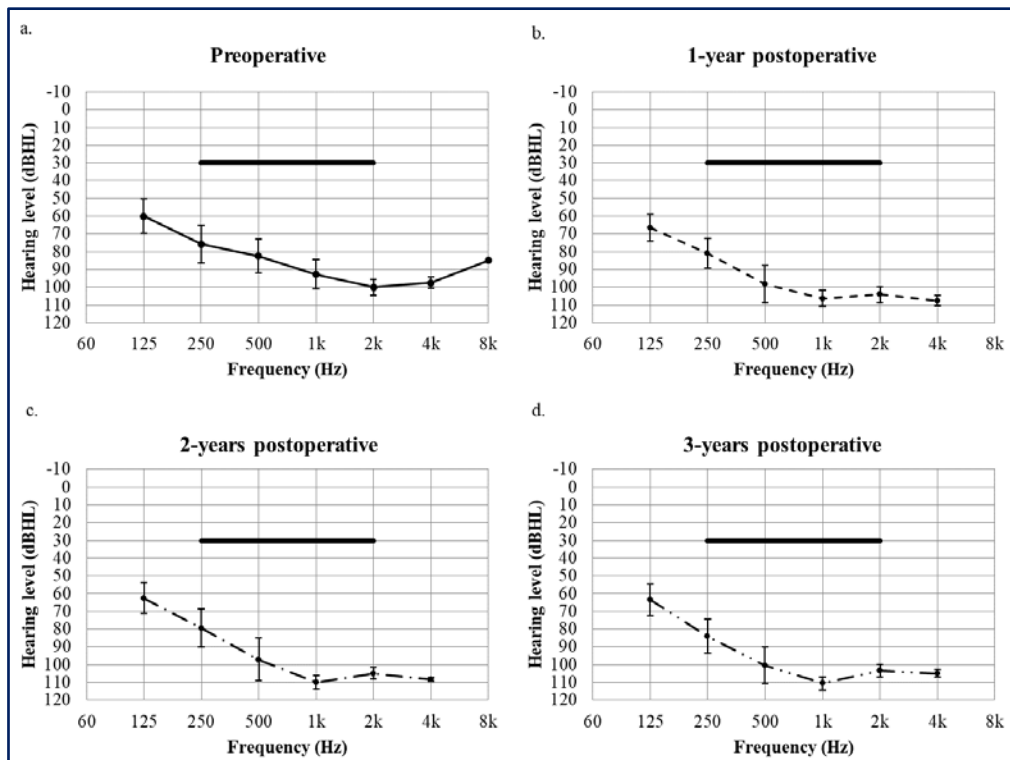 a.
Preoperative
Hearing level (dBHL)
-10
0
10
20
30
40
50
60
70
80
90
100
110
120
60 125 250 500 1k 2k 4k 8k
Frequency (Hz)
b.
1-year postoperative
Hearing level (dBHL)
-10
0
10
20
30
40
50
60
70
80
90
100
110
120
60 125 250 500 1k 2k 4k 8k
Frequency (Hz)
c.
2-years postoperative
Hearing level (dBHL)
-10
0
10
20
30
40
50
60
70
80
90
100
110
120
60 125 250 500 1k 2k 4k 8k
Frequency (Hz)
d.
3-years postoperative
Hearing level (dBHL)
-10
0
10
20
30
40
50
60
70
80
90
100
110
120
60 125 250 500 1k 2k 4k 8k
Frequency (Hz)